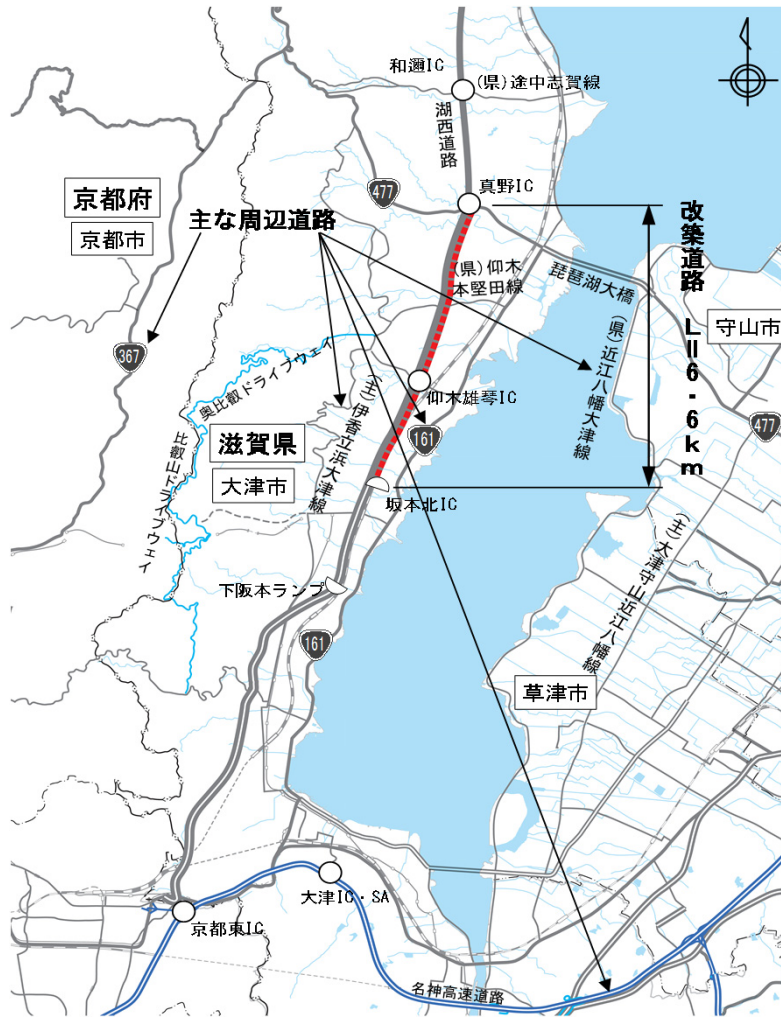 和邇IC
(県)途中志賀線
湖西道路
477
真野IC
京都府
京都市
主な周辺道路
改築道路 L=6.6km
(県)仰木
本堅田線
琵琶湖大橋
守山市
(県)近江八幡大津線
367
奥比叡ドライブウェイ
(主)伊香立浜大津線
仰木雄琴IC
477
161
滋賀県
大津市
比叡山ドライブウェイ
坂本北IC
(主)大津守山近江八幡線
下阪本ランプ
161
草津市
大津IC・SA
京都東IC
名神高速道路